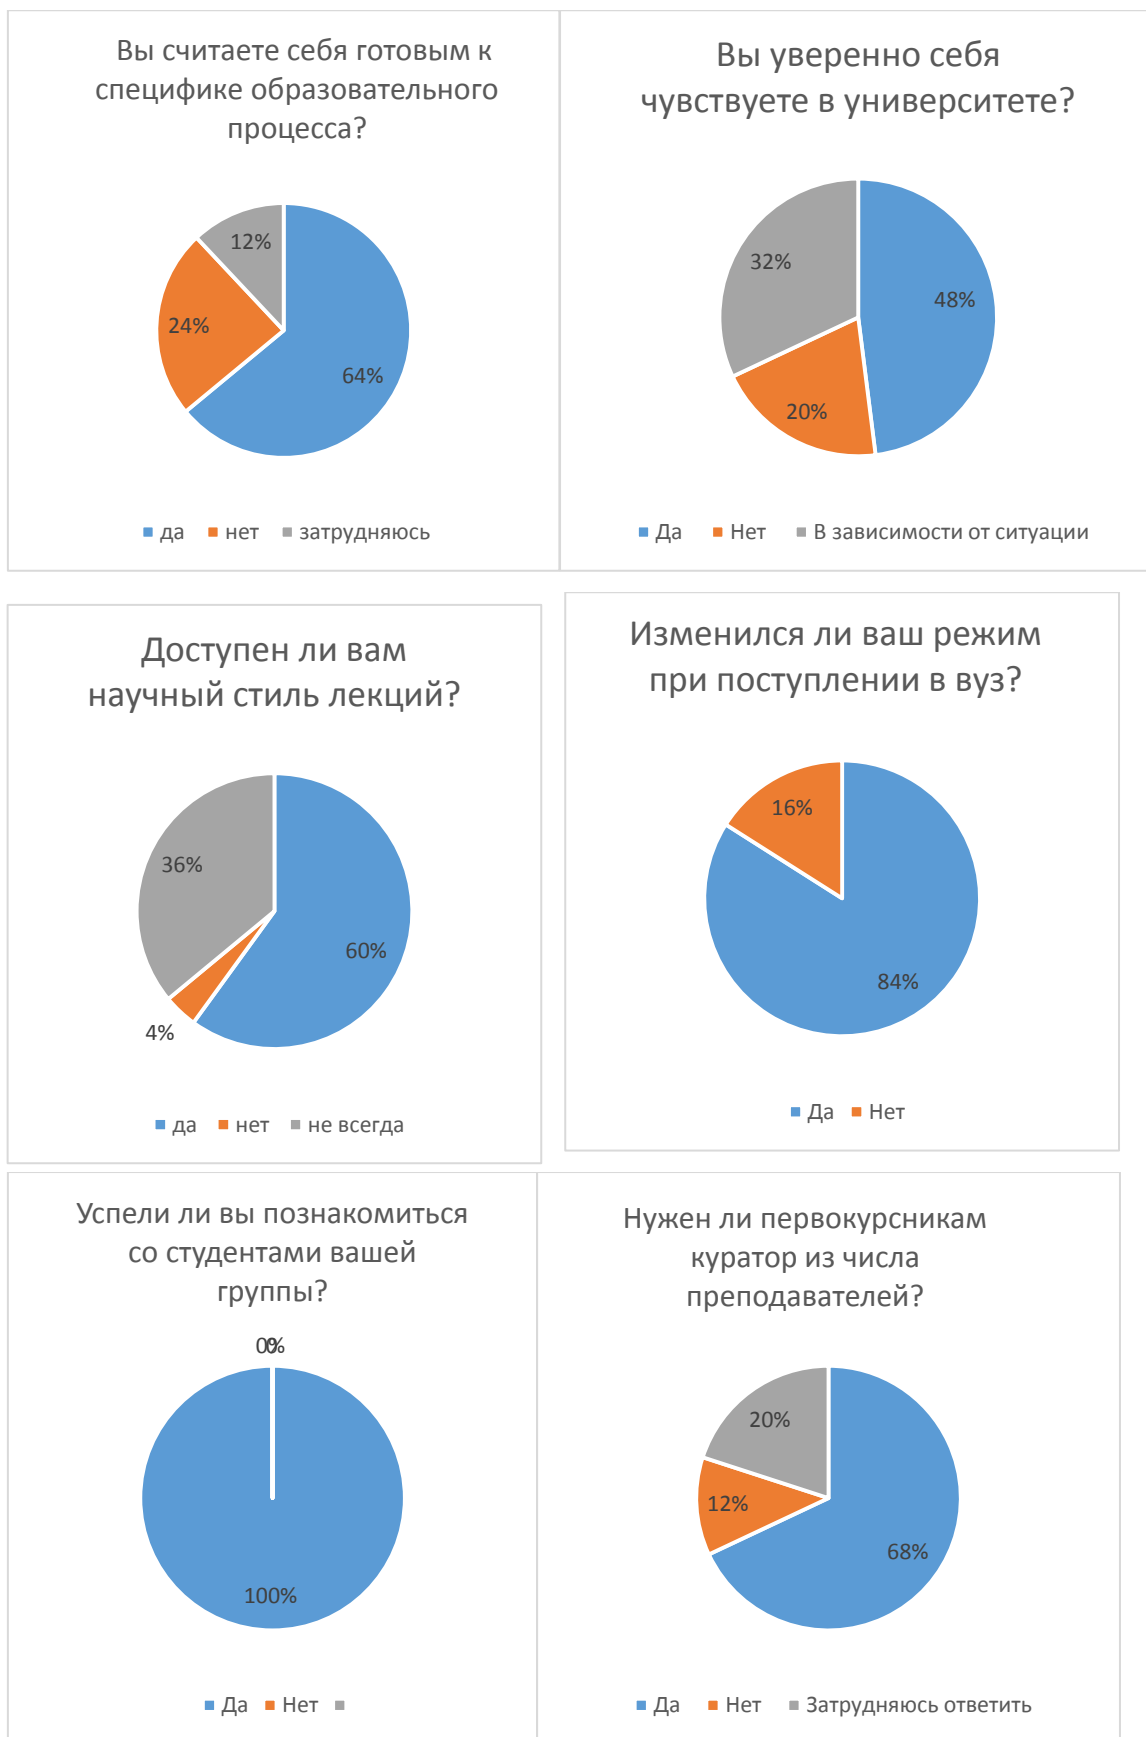 Вы считаете себя готовым к
специфике образовательного
процесса?
12%
24%
64%
да нет затрудняюсь
Вы уверенно себя
чувствуете в университете?
32%
48%
20%
Да Нет В зависимости от ситуации
Доступен ли вам
научный стиль лекций?
36%
60%
4%
да нет не всегда
Изменился ли ваш режим
при поступлении в вуз?
16%
84%
Да Нет
Успели ли вы познакомиться
со студентами вашей
группы?
0% 0%
100%
Да Нет
Нужен ли первокурсникам
куратор из числа
преподавателей?
20%
12%
68%
Да Нет Затрудняюсь ответить